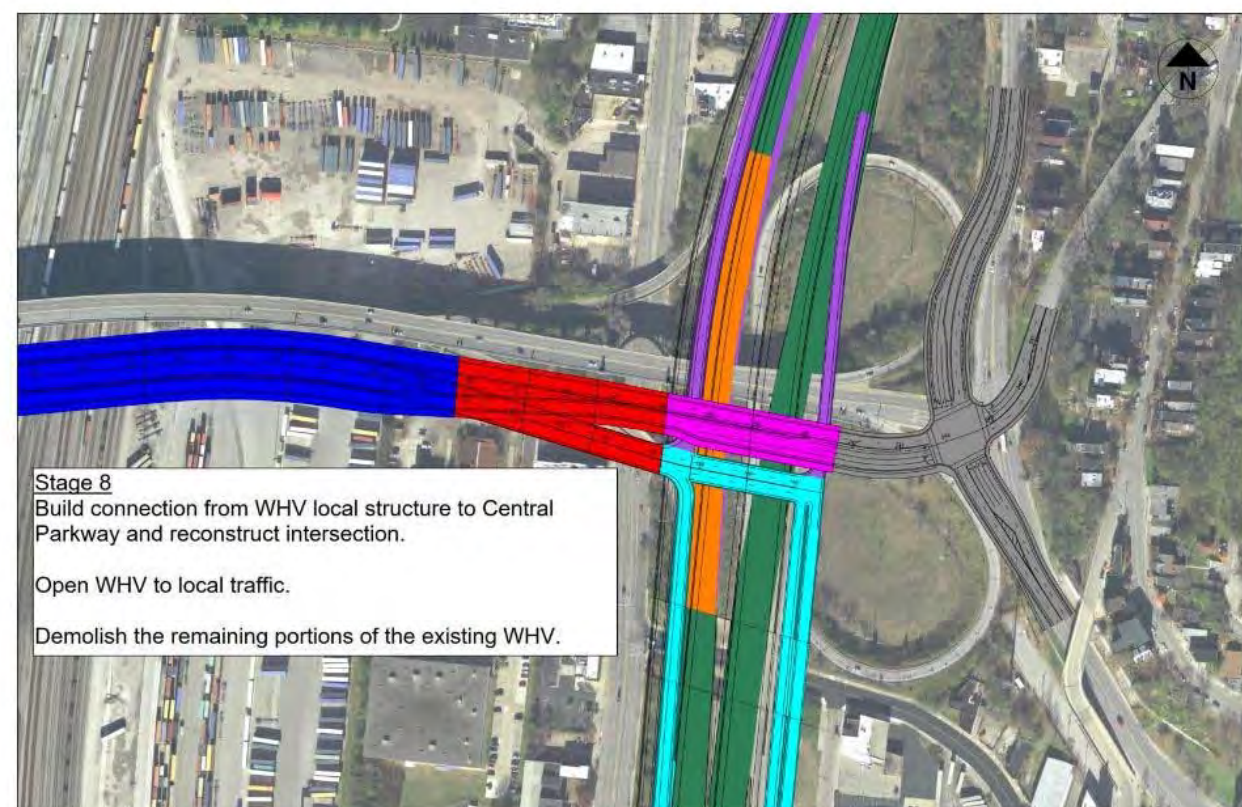 N
Stage 8
Build connection from WHV local structure to Central
Parkway and reconstruct intersection.
Open WHV to local traffic.
Demolish the remaining portions of the existing WHV.